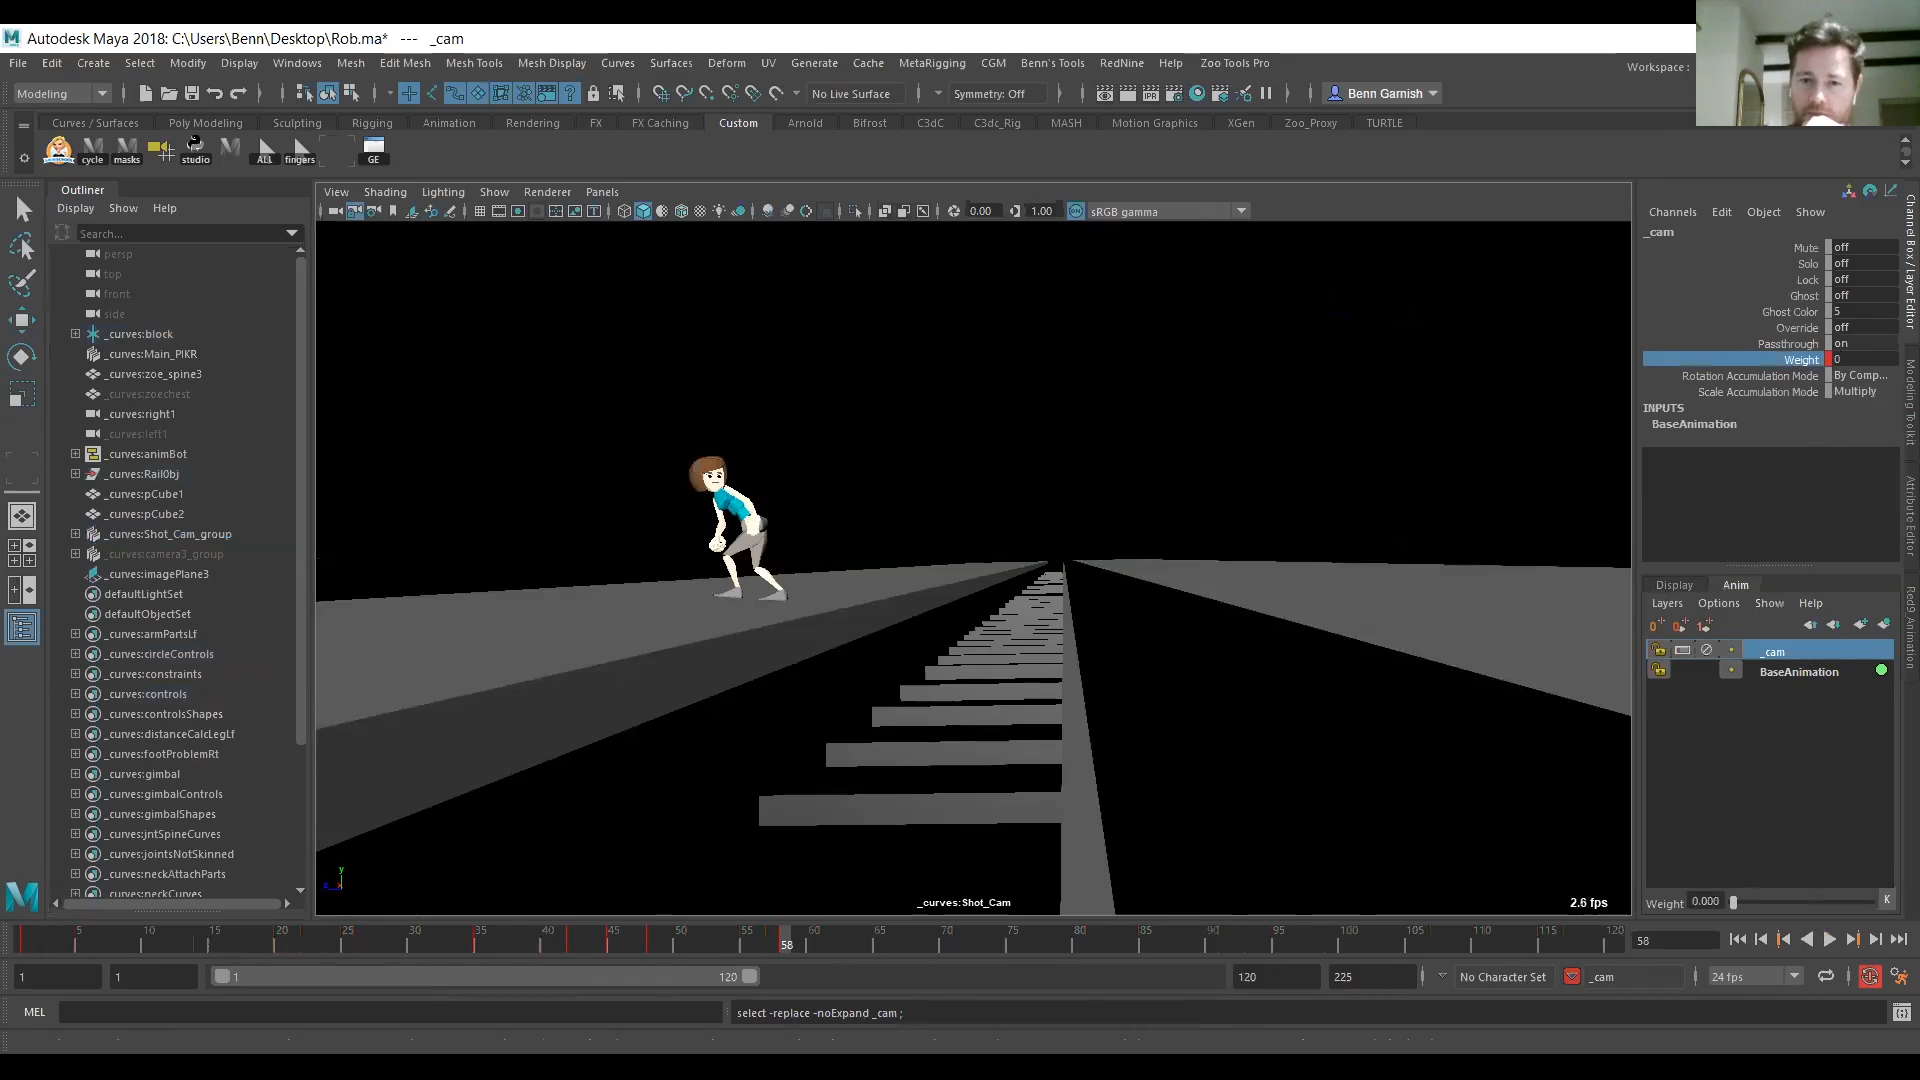 Autodesk Maya 2018: C:\Users\Benn\Desktop\Rob.ma* --- _cam
File Edit Create Select Modify Display Windows Mesh Edit Mesh Mesh Tools Mesh Display Curves Surfaces Deform UV Generate Cache MetaRigging CGM Benn's Tools RedNine Help Zoo Tools Pro
Workspace :
Modeling
No Live Surface
Symmetry: Off
IPR
Benn Garnish
Curves / Surfaces Poly Modeling Sculpting Rigging Animation Rendering FX FX Caching Custom Arnold Bifrost C3dC C3dc_Rig MASH Motion Graphics XGen Zoo_Proxy TURTLE
cycle masks studio ALL fingers GE
Outliner
Display Show Help
Search...
persp
top
front
side
_curves:block
_curves:Main_PIKR
_curves:zoe_spine3
_curves:zoechest
_curves:right1
_curves:left1
_curves:animBot
_curves:RailObj
_curves:pCube1
_curves:pCube2
_curves:Shot_Cam_group
_curves:camera3_group
_curves:imagePlane3
defaultLightSet
defaultObjectSet
_curves:armPartsLf
_curves:circleControls
_curves:constraints
_curves:controls
_curves:controlsShapes
_curves:distanceCalcLegLf
_curves:footProblemRt
_curves:gimbal
_curves:gimbalControls
_curves:gimbalShapes
_curves:jntSpineCurves
_curves:jointsNotSkinned
_curves:neckAttachParts
_curves:neckCurves
View Shading Lighting Show Renderer Panels
0.00 1.00 sRGB gamma
y
_curves:Shot_Cam
2.6 fps
Channels Edit Object Show
_cam
Mute off
Solo off
Lock off
Ghost off
Ghost Color 5
Override off
Passthrough on
Weight 0
Rotation Accumulation Mode By Comp...
Scale Accumulation Mode Multiply
INPUTS
BaseAnimation
Display Anim
Layers Options Show Help
_cam
BaseAnimation
Weight 0.000 K
Channel Box / Layer Editor
Modeling Toolkit
Attribute Editor
Red9_Animation
5 10 15 20 25 30 35 40 45 50 55 58 60 65 70 75 80 85 90 95 100 105 110 115 120
58
1 1 1 120 120 225 No Character Set _cam 24 fps
MEL
select -replace -noExpand _cam ;